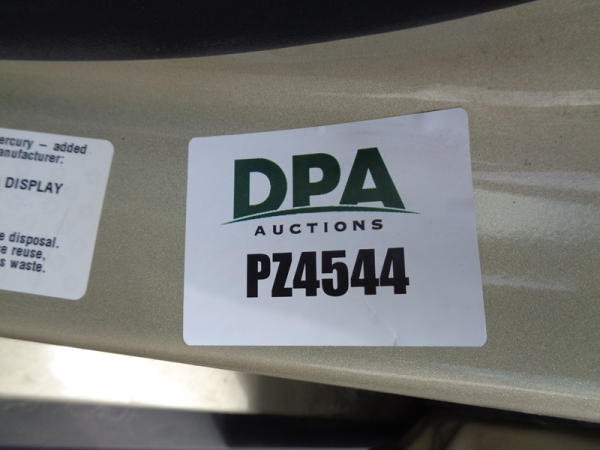 ercury – added
anufacturer:
DISPLAY
e disposal.
e reuse,
s waste.
DPA
AUCTIONS
PZ4544